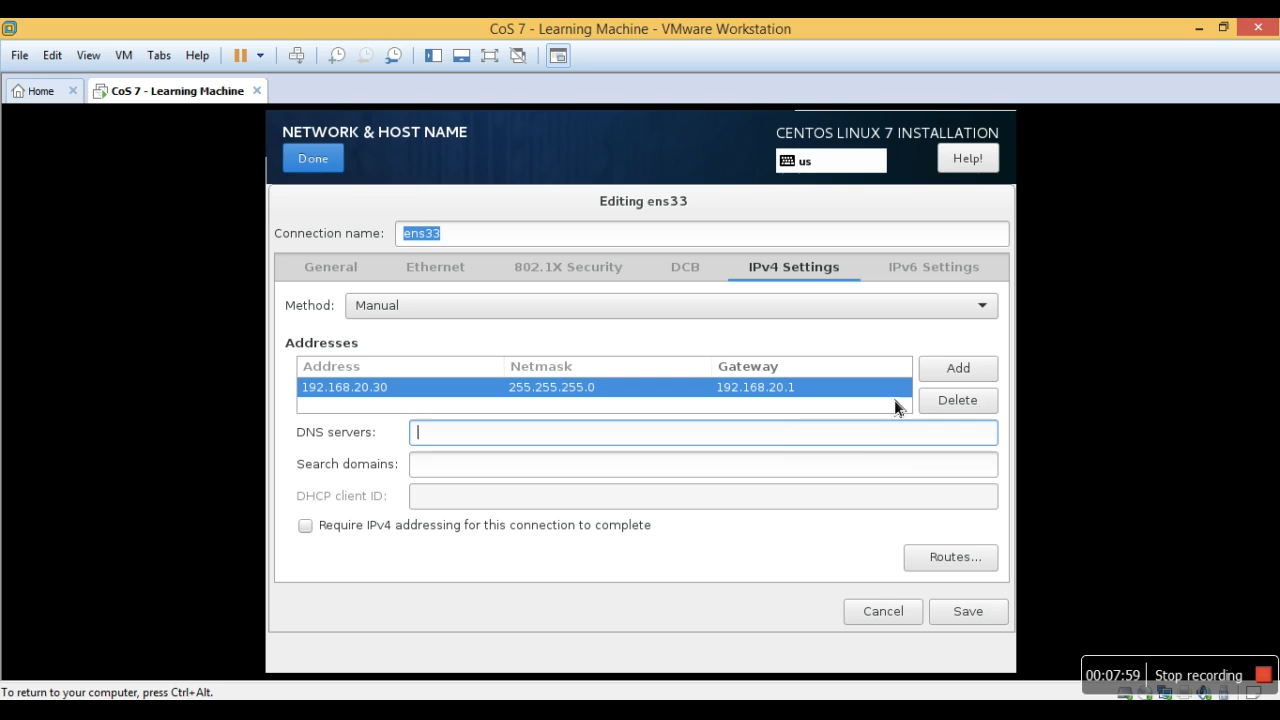 CoS 7 - Learning Machine - VMware Workstation
File Edit View VM Tabs Help
Home CoS 7 - Learning Machine
NETWORK & HOST NAME
CENTOS LINUX 7 INSTALLATION
Done
us
Help!
Editing ens33
Connection name: ens33
General Ethernet 802.1X Security DCB IPv4 Settings IPv6 Settings
Method: Manual
Addresses
Address Netmask Gateway
Add
192.168.20.30 255.255.255.0 192.168.20.1
Delete
DNS servers:
Search domains:
DHCP client ID:
Require IPv4 addressing for this connection to complete
Routes...
Cancel Save
00:07:59 Stop recording
To return to your computer, press Ctrl+Alt.